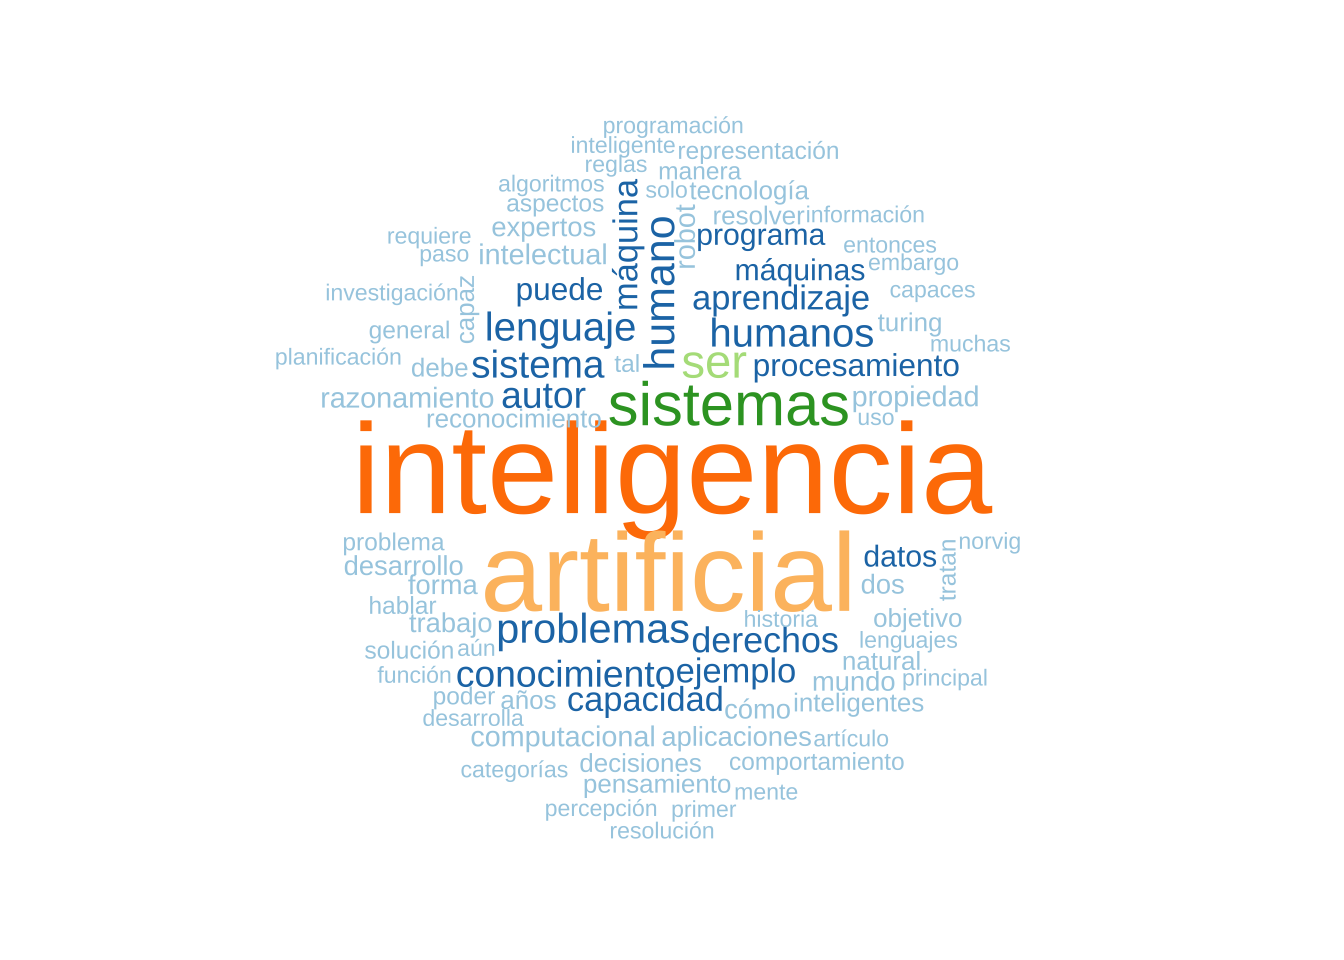 programación
inteligente
representación
reglas
manera
algoritmos
solo
tecnología
aspectos
máquina
humano
robot
resolver
información
requiere
expertos
programa
entonces
paso
intelectual
máquinas
embargo
investigación
capaz
puede
aprendizaje
capaces
general
lenguaje
humanos
turing
muchas
planificación
debe
sistema
tal
ser
procesamiento
razonamiento
autor
sistemas
propiedad
reconocimiento
uso
inteligencia
problema
artificial
datos
tratan
norvig
desarrollo
forma
dos
hablar
trabajo
problemas
historia
objetivo
derechos
lenguajes
solución
aún
natural
función
conocimiento
ejemplo
mundo
principal
poder
años
capacidad
cómo
inteligentes
desarrolla
computacional
aplicaciones
artículo
categorías
decisiones
comportamiento
pensamiento
mente
percepción
primer
resolución